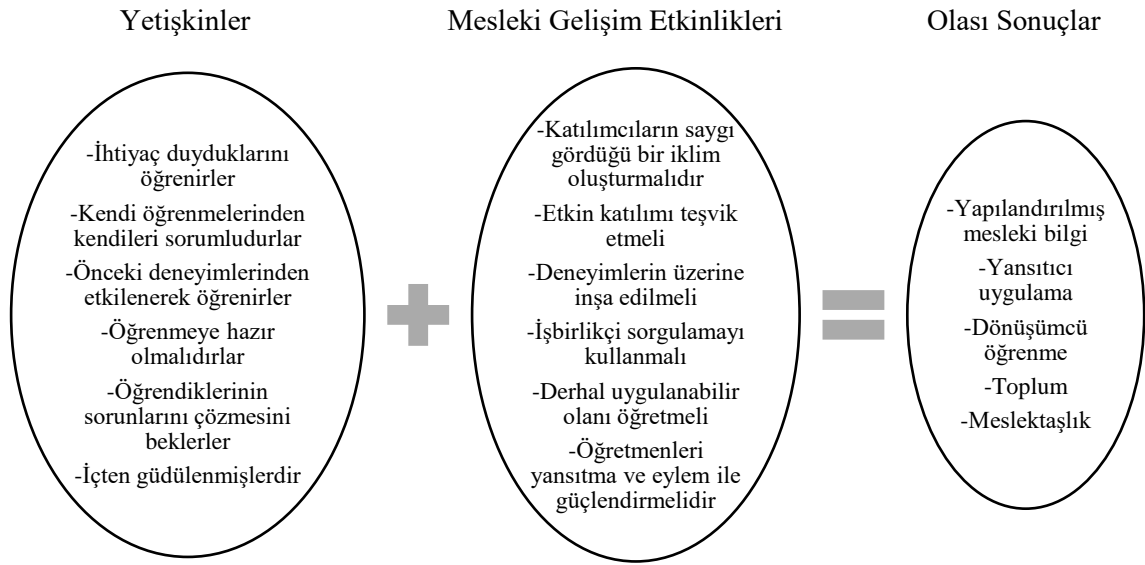 Yetişkinler
Mesleki Gelişim Etkinlikleri
Olası Sonuçlar
-İhtiyaç duyduklarını
öğrenirler
-Kendi öğrenmelerinden
kendileri sorumludurlar
-Önceki deneyimlerinden
etkilenerek öğrenirler
-Öğrenmeye hazır
olmalıdırlar
-Öğrendiklerinin
sorunlarını çözmesini
beklerler
-İçten güdülenmişlerdir
-Katılımcıların saygı
gördüğü bir iklim
oluşturmalıdır
-Etkin katılımı teşvik
etmeli
-Deneyimlerin üzerine
inşa edilmeli
-İşbirlikçi sorgulamayı
kullanmalı
-Derhal uygulanabilir
olanı öğretmeli
-Öğretmenleri
yansıtma ve eylem ile
güçlendirmelidir
-Yapılandırılmış
mesleki bilgi
-Yansıtıcı
uygulama
-Dönüşümcü
öğrenme
-Toplum
-Meslektaşlık